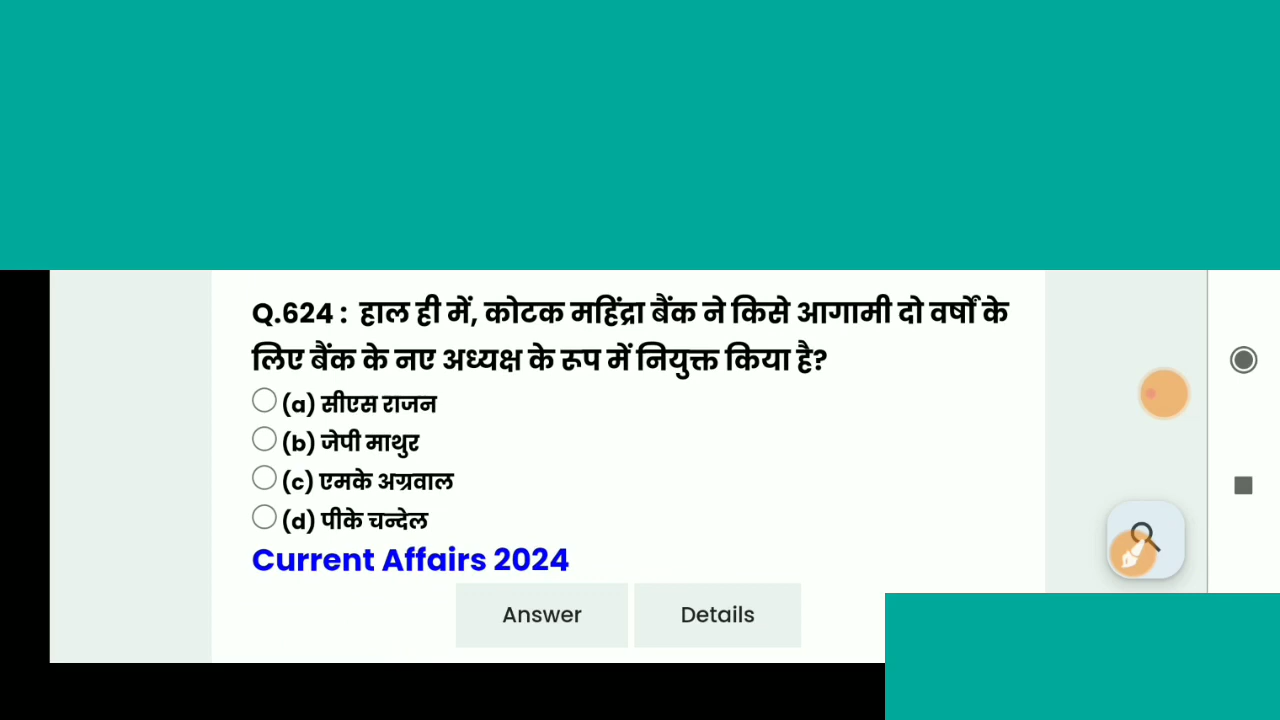 Q.624 : हाल ही में, कोटक महिंद्रा बैंक ने किसे आगामी दो वर्षों के
लिए बैंक के नए अध्यक्ष के रूप में नियुक्त किया है?
(a) सीएस राजन
(b) जेपी माथुर
(c) एमके अग्रवाल
(d) पीके चन्देल
Current Affairs 2024
Answer Details